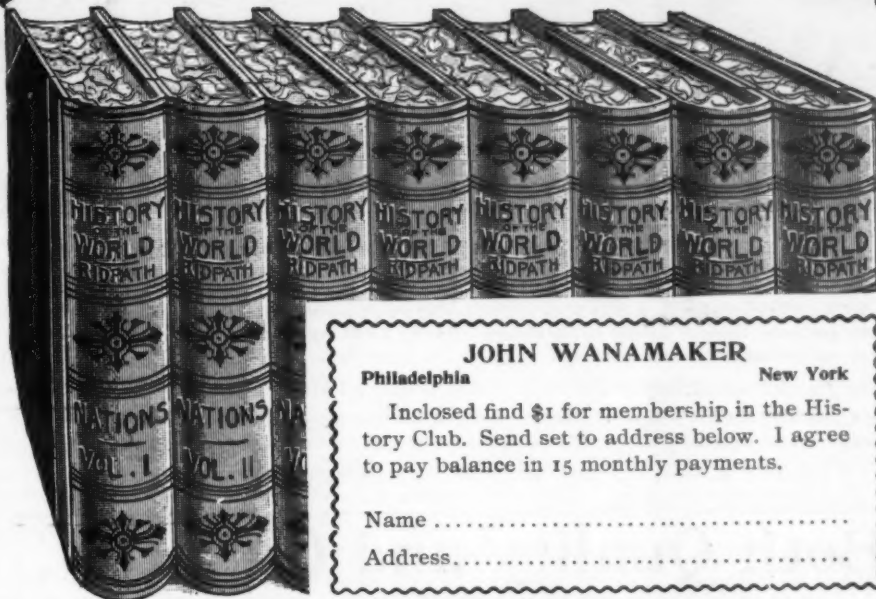 HISTORY HISTORY HISTORY HISTORY HISTORY HISTORY HISTORY HISTORY
OF THE OF THE OF THE OF THE OF THE OF THE OF THE OF THE
WORLD WORLD WORLD WORLD WORLD WORLD WORLD WORLD
RIDPATH RIDPATH RIDPATH RIDPATH RIDPATH RIDPATH RIDPATH RIDPATH
NATIONS NATIONS NA
VOL. I VOL. II VO
JOHN WANAMAKER
Philadelphia New York
Inclosed find $1 for membership in the His-
tory Club. Send set to address below. I agree
to pay balance in 15 monthly payments.
Name ........................................
Address......................................